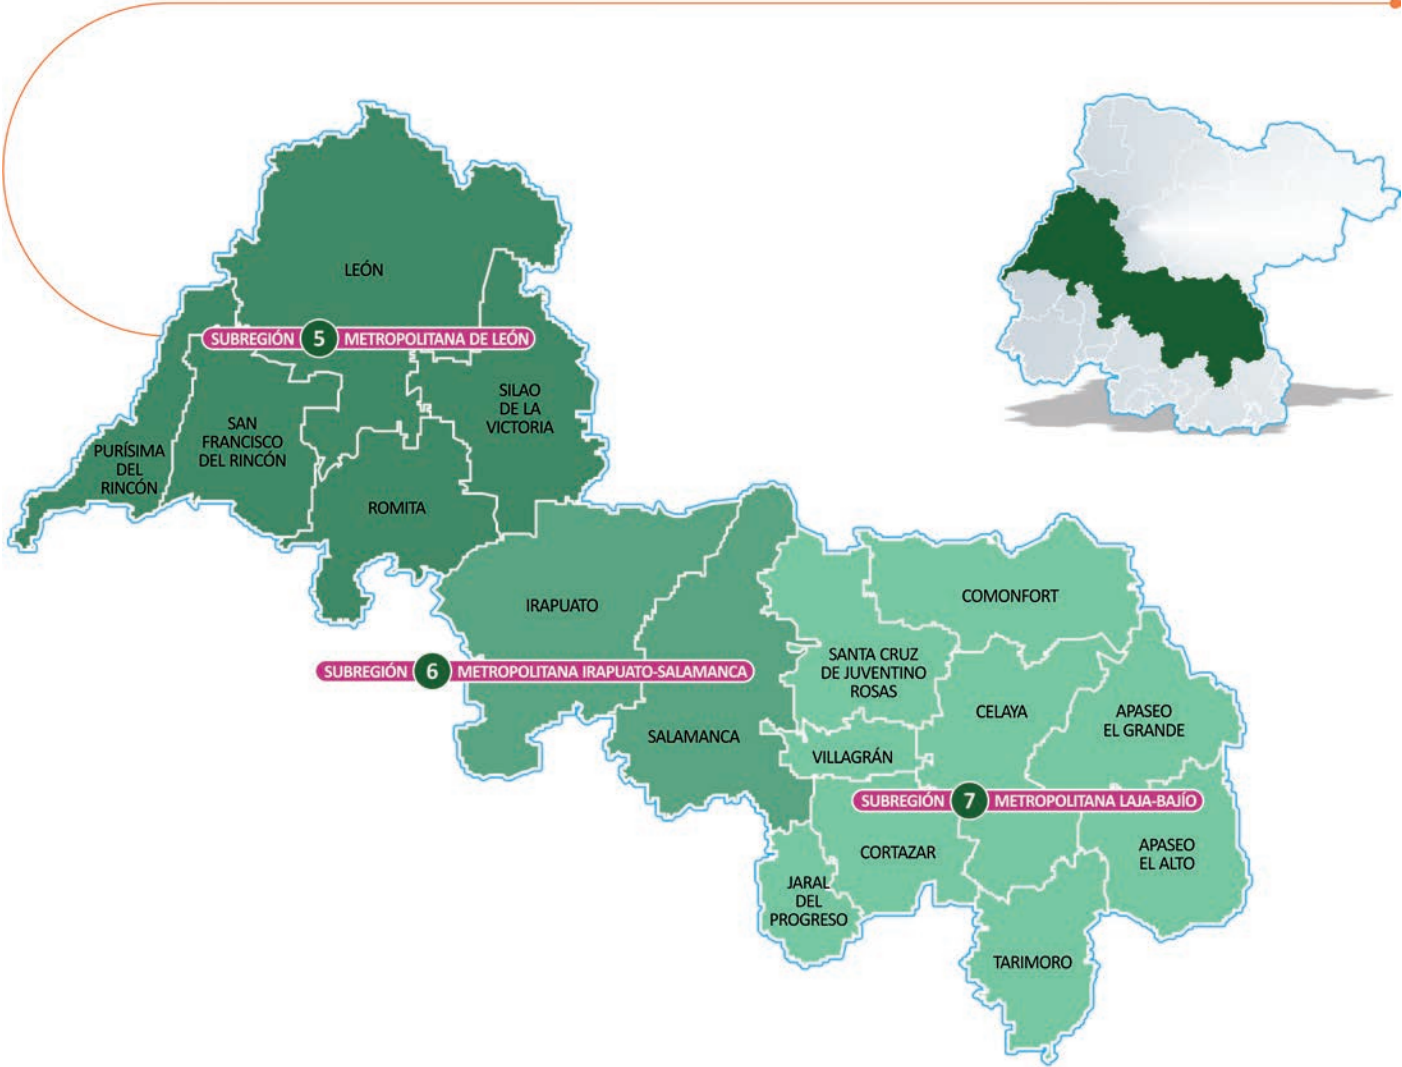 LEÓN
SUBREGIÓN 5 METROPOLITANA DE LEÓN
SILAO
DE LA
VICTORIA
SAN
FRANCISCO
DEL RINCÓN
PURÍSIMA
DEL
RINCÓN
ROMITA
IRAPUATO
COMONFORT
SANTA CRUZ
DE JUVENTINO
ROSAS
SUBREGIÓN 6 METROPOLITANA IRAPUATO-SALAMANCA
CELAYA
APASEO
EL GRANDE
SALAMANCA
VILLAGRÁN
SUBREGIÓN 7 METROPOLITANA LAJA-BAJÍO
CORTAZAR
APASEO
EL ALTO
JARAL
DEL
PROGRESO
TARIMORO